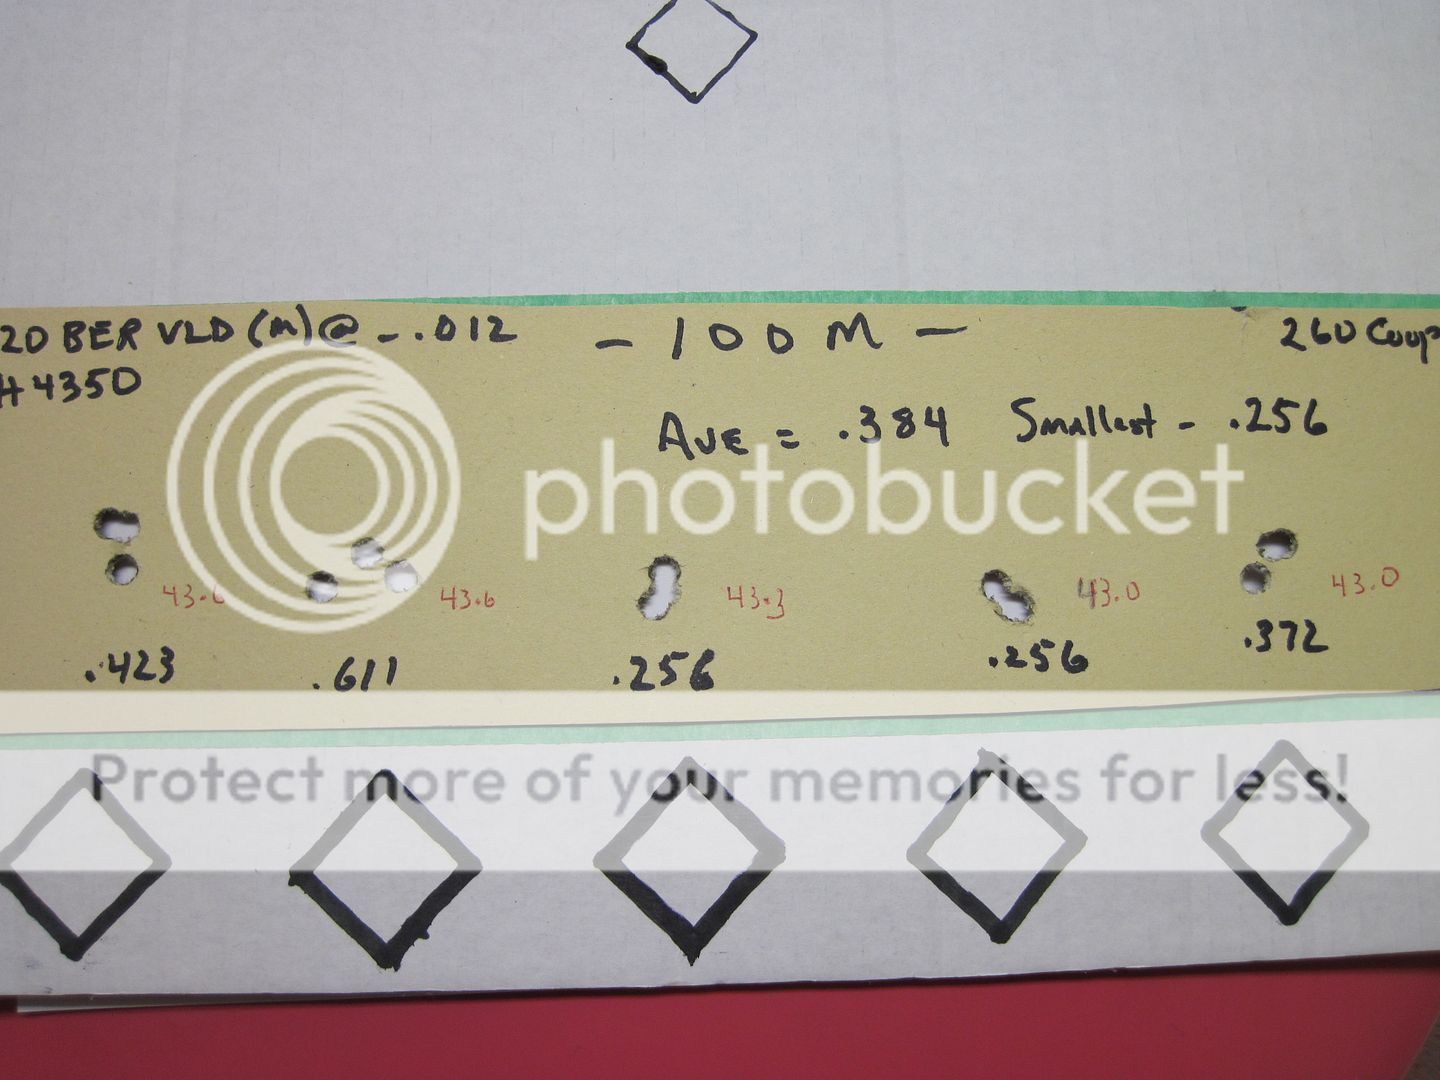 20 BER VLD (m) @ -.012 - 100 M - 260 Coop
H4350
AVE = .384 Smallest - .256
photobucket
43.6 43.6 43.3 43.0 43.0
.423 .611 .256 .256 .372
Protect more of your memories for less!